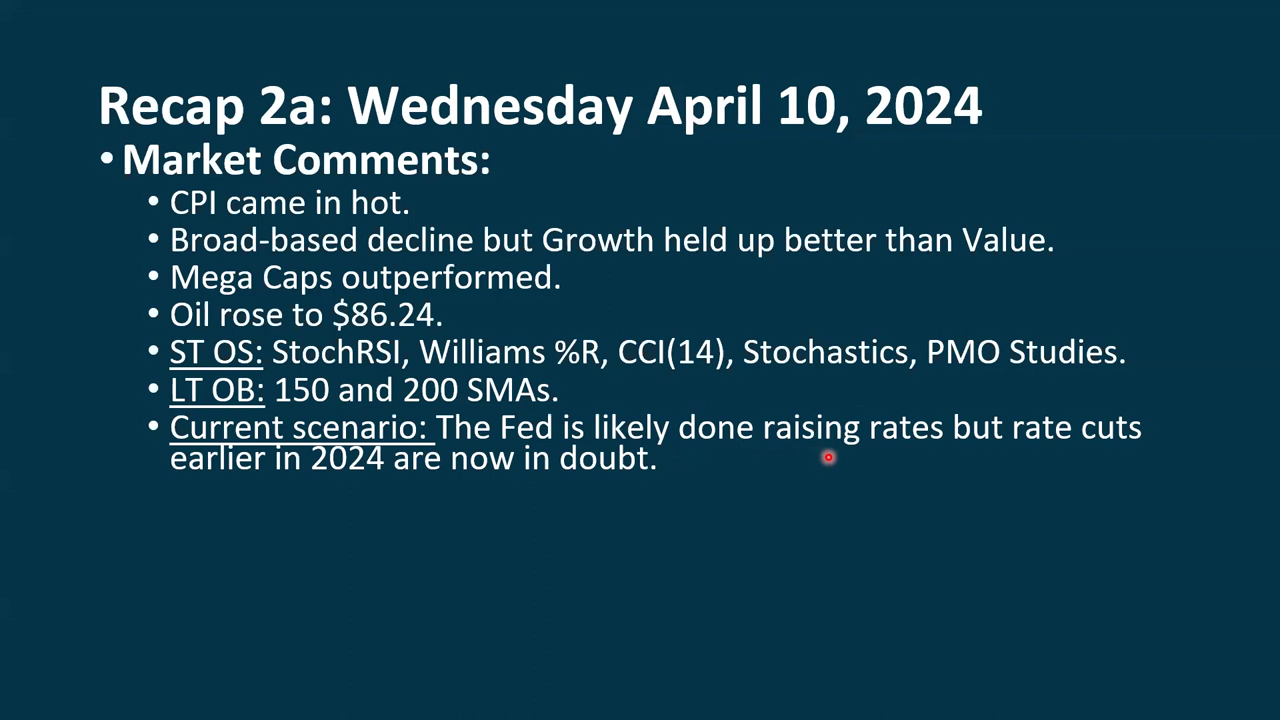 Recap 2a: Wednesday April 10, 2024
• Market Comments:
• CPI came in hot.
• Broad-based decline but Growth held up better than Value.
• Mega Caps outperformed.
• Oil rose to $86.24.
• ST OS: StochRSI, Williams %R, CCI(14), Stochastics, PMO Studies.
• LT OB: 150 and 200 SMAs.
• Current scenario: The Fed is likely done raising rates but rate cuts
earlier in 2024 are now in doubt.